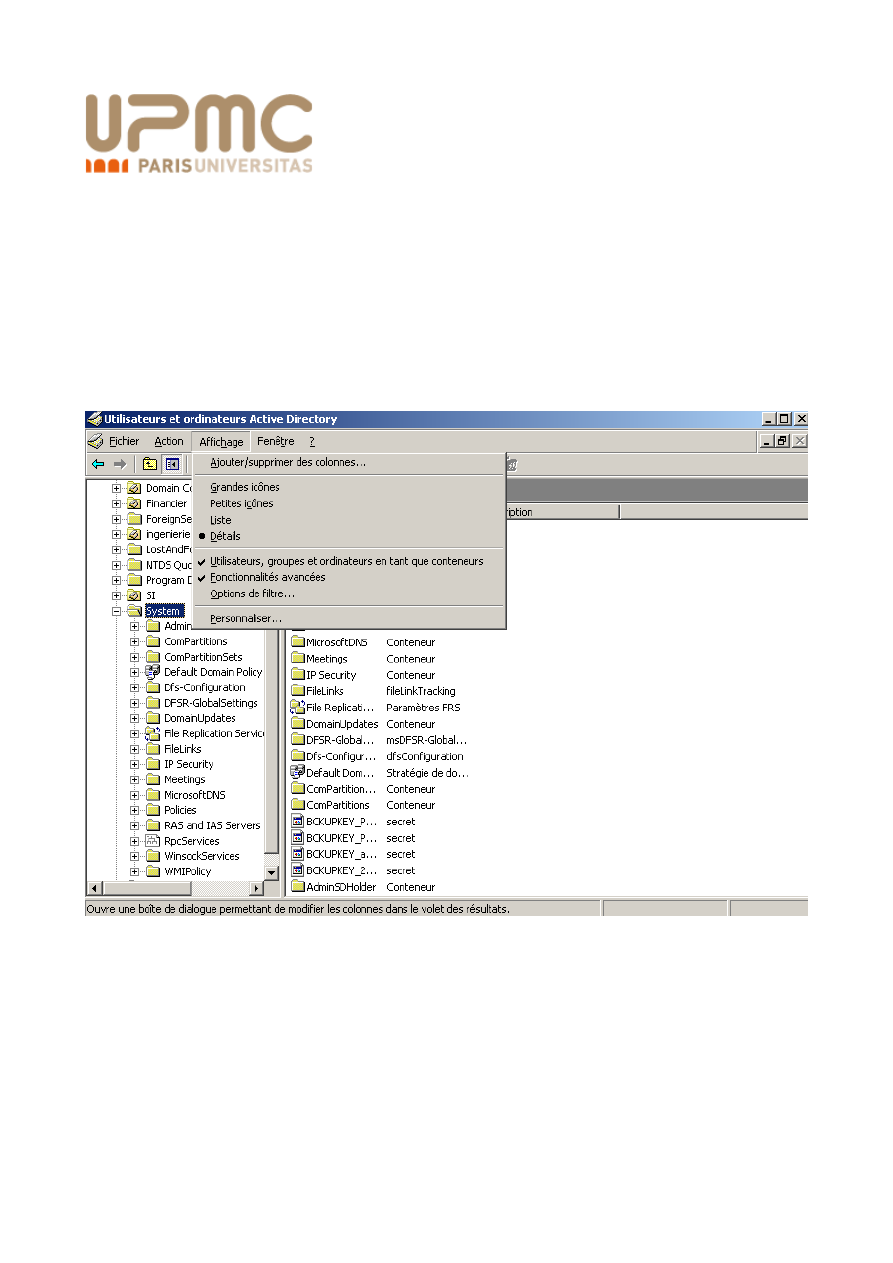 UPMC
PARISUNIVERSITAS
Utilisateurs et ordinateurs Active Directory
Fichier Action Affichage Fenêtre ?
Ajouter/supprimer des colonnes...
Grandes icônes
Petites icônes
Liste
Détails
Utilisateurs, groupes et ordinateurs en tant que conteneurs
Fonctionnalités avancées
Options de filtre...
Personnaliser...
Domain Co
Financier
ForeignSe
ingenierie
LostAndFo
NTDS Quo
Program D
SI
System
Admin
ComPartitions
ComPartitionSets
Default Domain Policy
Dfs-Configuration
DFSR-GlobalSettings
DomainUpdates
File Replication Service
FileLinks
IP Security
Meetings
MicrosoftDNS
Policies
RAS and IAS Servers
RpcServices
WinsockServices
WMIPolicy
ription
MicrosoftDNS Conteneur
Meetings Conteneur
IP Security Conteneur
FileLinks fileLinkTracking
File Replicati... Paramètres FRS
DomainUpdates Conteneur
DFSR-Global... msDFSR-Global...
Dfs-Configur... dfsConfiguration
Default Dom... Stratégie de do...
ComPartition... Conteneur
ComPartitions Conteneur
BCKUPKEY_P... secret
BCKUPKEY_P... secret
BCKUPKEY_a... secret
BCKUPKEY_2... secret
AdminSDHolder Conteneur
Ouvre une boîte de dialogue permettant de modifier les colonnes dans le volet des résultats.